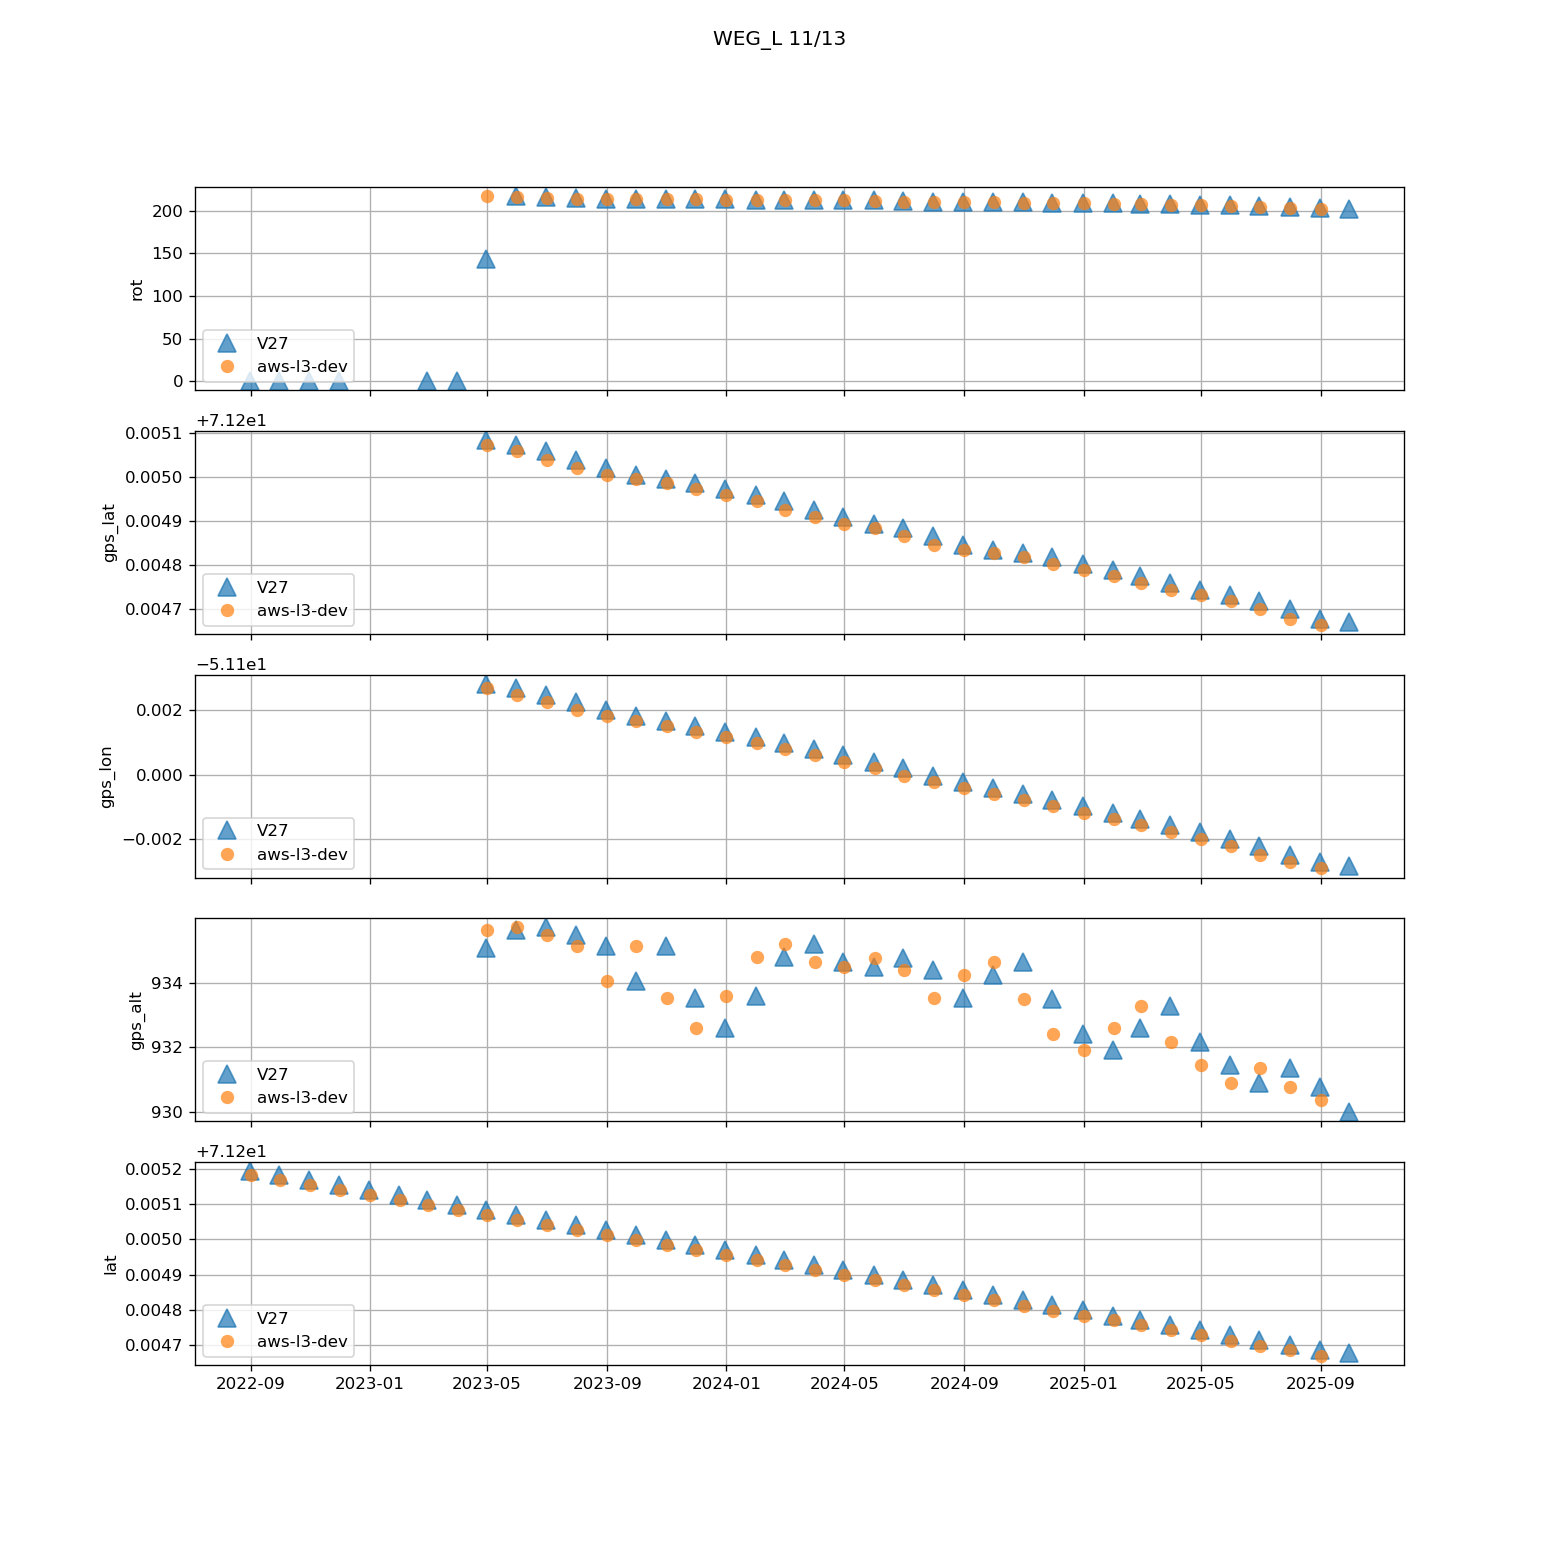 WEG_L 11/13
200
150
100
50
0
rot
V27
aws-l3-dev
+7.12e1
0.0051
0.0050
0.0049
0.0048
0.0047
gps_lat
V27
aws-l3-dev
−5.11e1
0.002
0.000
−0.002
gps_lon
V27
aws-l3-dev
934
932
930
gps_alt
V27
aws-l3-dev
+7.12e1
0.0052
0.0051
0.0050
0.0049
0.0048
0.0047
lat
V27
aws-l3-dev
2022-09 2023-01 2023-05 2023-09 2024-01 2024-05 2024-09 2025-01 2025-05 2025-09